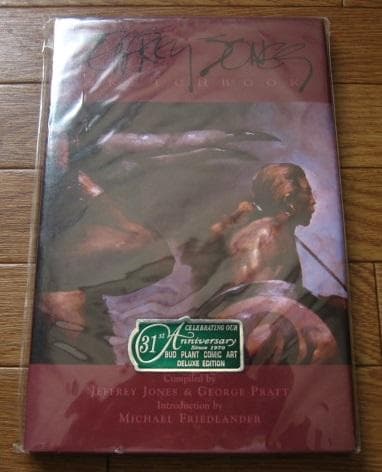 JEFFREY JONES
SKETCHBOOK
CELEBRATING OUR
31st Anniversary
Since 1970
BUD PLANT COMIC ART
DELUXE EDITION
Compiled by
JEFFREY JONES & GEORGE PRATT
Introduction by
MICHAEL FRIEDLANDER